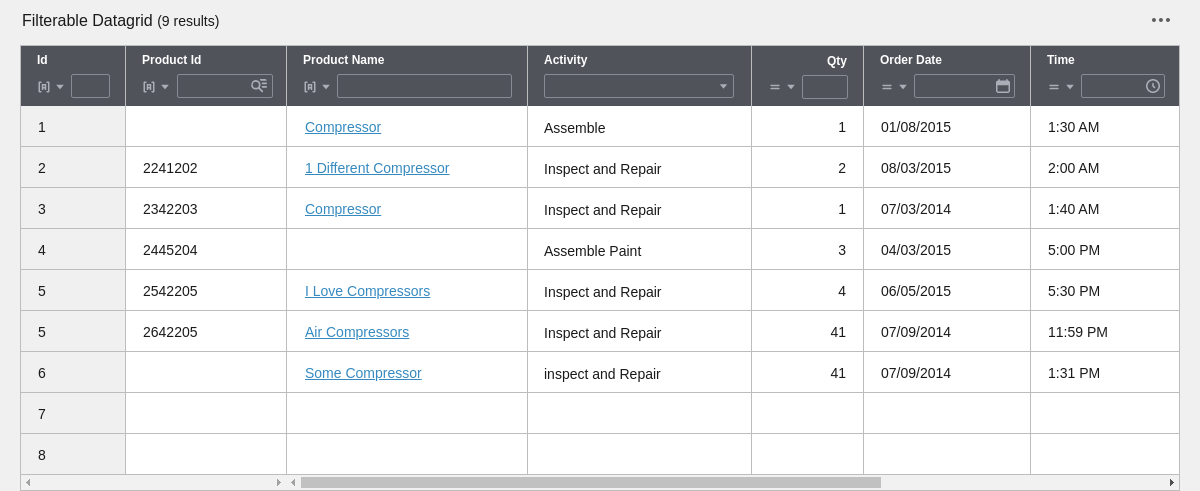 Filterable Datagrid (9 results)
Id Product Id Product Name Activity Qty Order Date Time
1 Compressor Assemble 1 01/08/2015 1:30 AM
2 2241202 1 Different Compressor Inspect and Repair 2 08/03/2015 2:00 AM
3 2342203 Compressor Inspect and Repair 1 07/03/2014 1:40 AM
4 2445204 Assemble Paint 3 04/03/2015 5:00 PM
5 2542205 I Love Compressors Inspect and Repair 4 06/05/2015 5:30 PM
5 2642205 Air Compressors Inspect and Repair 41 07/09/2014 11:59 PM
6 Some Compressor inspect and Repair 41 07/09/2014 1:31 PM
7
8